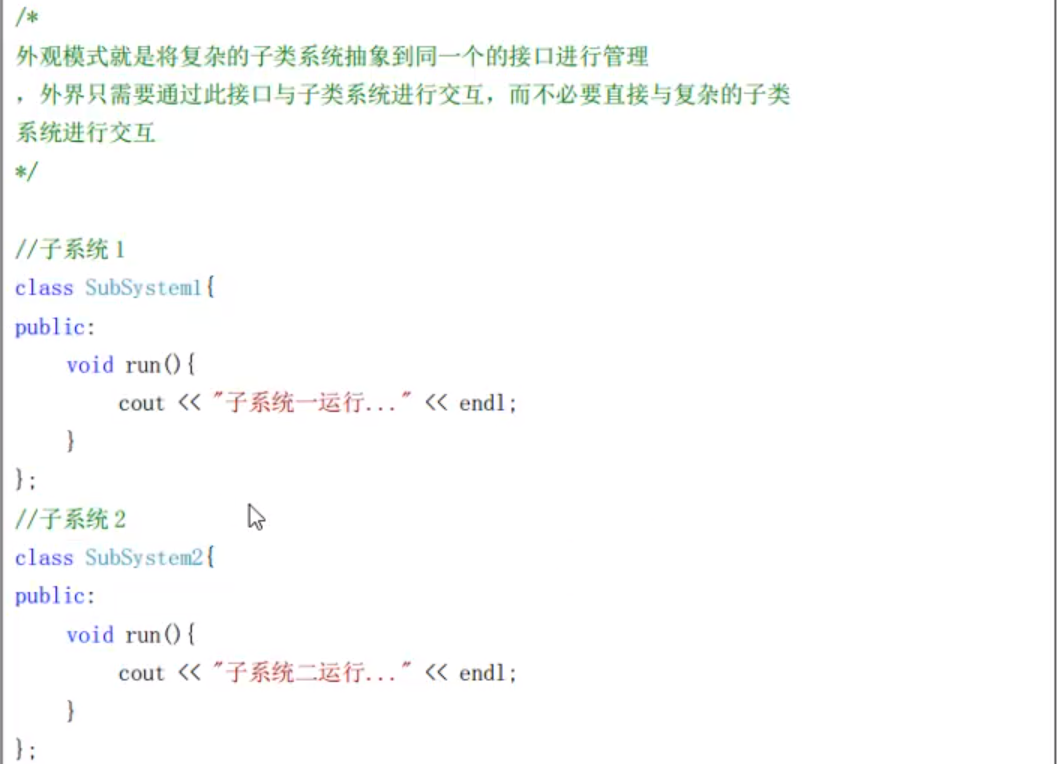 /*
外观模式就是将复杂的子类系统抽象到同一个的接口进行管理
，外界只需要通过此接口与子类系统进行交互，而不必要直接与复杂的子类
系统进行交互
*/
//子系统1
class SubSystem1{
public:
void run(){
cout << "子系统一运行..." << endl;
}
};
//子系统2
class SubSystem2{
public:
void run(){
cout << "子系统二运行..." << endl;
}
};